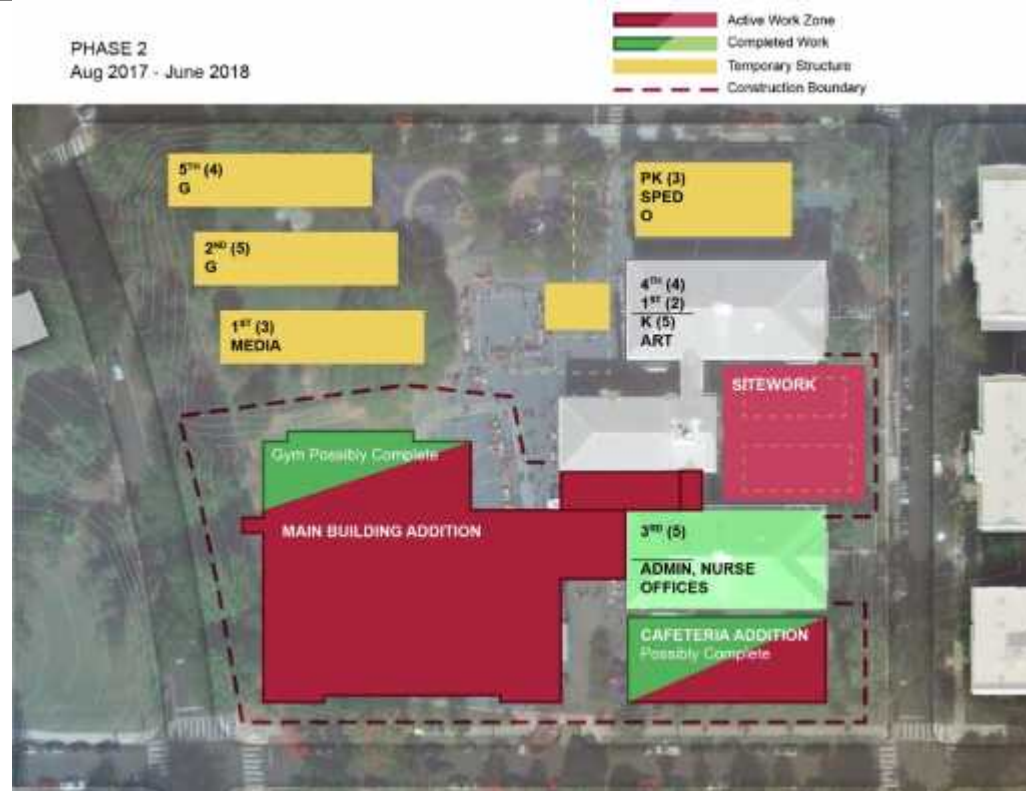 PHASE 2
Aug 2017 - June 2018
Active Work Zone
Completed Work
Temporary Structure
Construction Boundary
5TH (4)
G
2ND (5)
G
1ST (3)
MEDIA
PK (3)
SPED
O
4TH (4)
1ST (2)
K (5)
ART
SITEWORK
Gym Possibly Complete
MAIN BUILDING ADDITION
3RD (5)
ADMIN, NURSE
OFFICES
CAFETERIA ADDITION
Possibly Complete